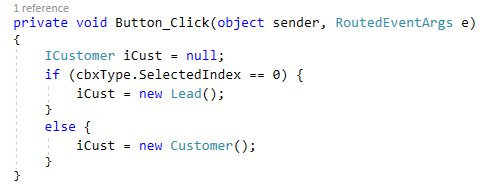 1 reference
private void Button_Click(object sender, RoutedEventArgs e)
{
    ICustomer iCust = null;
    if (cbxType.SelectedIndex == 0) {
        iCust = new Lead();
    }
    else {
        iCust = new Customer();
    }
}